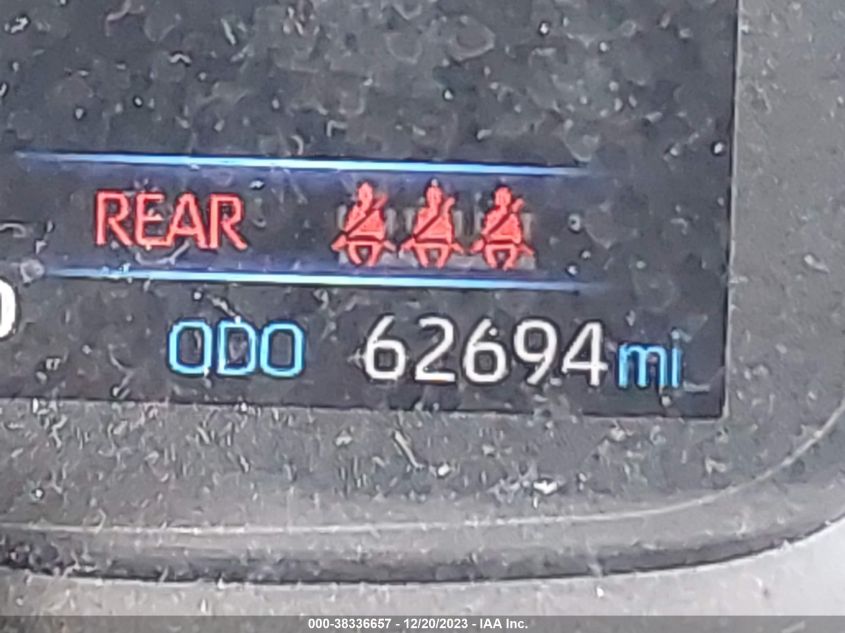 REAR
ODO 62694 mi
000-38336657 - 12/20/2023 - IAA Inc.